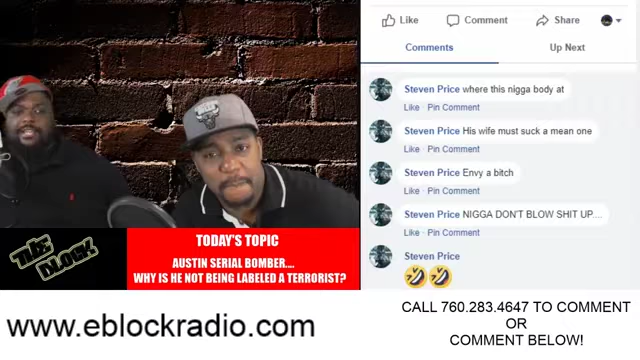 Like Comment Share
Comments Up Next
Steven Price where this nigga body at
Like · Pin Comment
Steven Price His wife must suck a mean one
Like · Pin Comment
Steven Price Envy a bitch
Like · Pin Comment
Steven Price NIGGA DON'T BLOW SHIT UP....
Like · Pin Comment
Steven Price
🤣🤣
THE BLOCK
TODAY'S TOPIC
AUSTIN SERIAL BOMBER....
WHY IS HE NOT BEING LABELED A TERRORIST?
www.eblockradio.com
CALL 760.283.4647 TO COMMENT
OR
COMMENT BELOW!